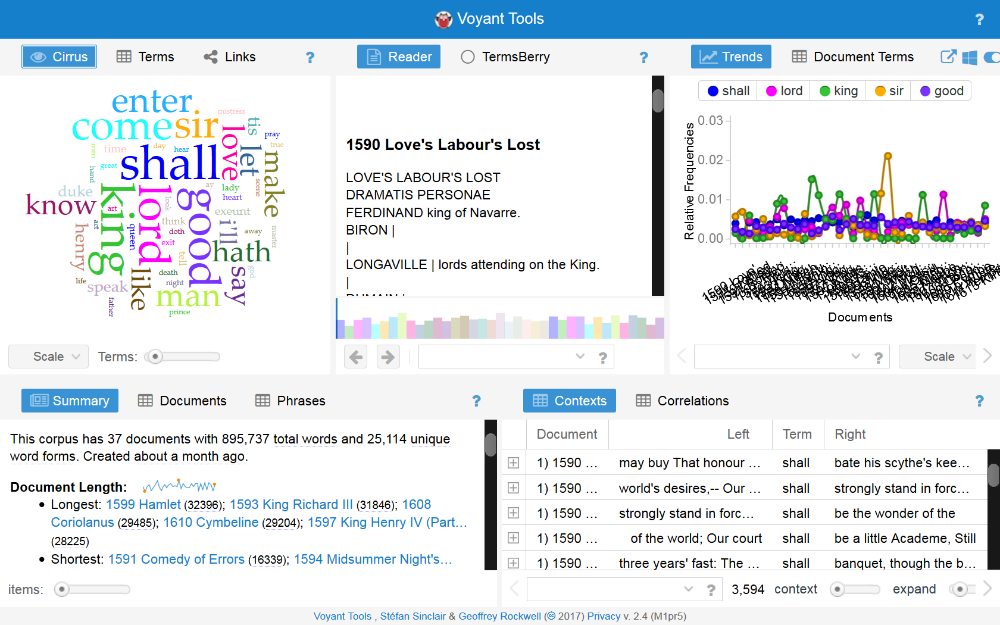 Voyant Tools
?
Cirrus Terms Links ?
Reader TermsBerry ?
Trends Document Terms
enter
mistress
come sir
tis
pray
love
men time day hear true
let
shall
make
hand great
scene
duke
ay lady
know
king
art
lord
look
good
heart
exeunt
act
henry
queen
think
doth
i'll
away
master
exit
hath
tell
god
life
speak
like
death
night
say
man
father
prince
Scale Terms:
1590 Love's Labour's Lost
LOVE'S LABOUR'S LOST
DRAMATIS PERSONAE
FERDINAND king of Navarre.
BIRON |
|
LONGAVILLE | lords attending on the King.
|
DUMAIN |
?
shall lord king sir good
Relative Frequencies
0.03
0.02
0.01
0.00
Documents
? Scale
Summary Documents Phrases ?
This corpus has 37 documents with 895,737 total words and 25,114 unique
word forms. Created about a month ago.
Document Length:
Longest: 1599 Hamlet (32396); 1593 King Richard III (31846); 1608
Coriolanus (29485); 1610 Cymbeline (29204); 1597 King Henry IV (Part…
(28225)
Shortest: 1591 Comedy of Errors (16339); 1594 Midsummer Night's…
items:
Contexts Correlations ?
Document Left Term Right
1) 1590 … may buy That honour … shall bate his scythe's kee…
1) 1590 … world's desires,-- Our … shall strongly stand in forc…
1) 1590 … strongly stand in forc… shall be the wonder of the
1) 1590 … of the world; Our court shall be a little Academe, Still
1) 1590 … three years' fast: The … shall banquet, though the b…
? 3,594 context expand
Voyant Tools , Stéfan Sinclair & Geoffrey Rockwell (🅭 2017) Privacy v. 2.4 (M1pr5)